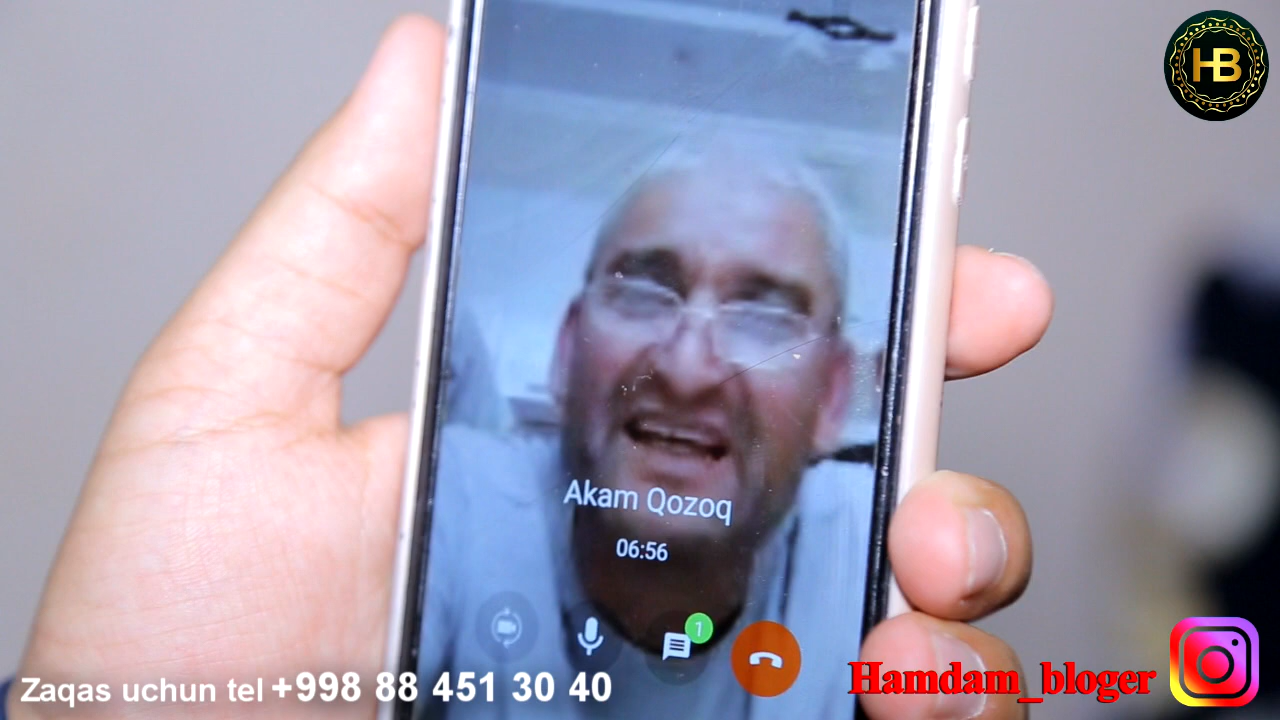 HB
Akam Qozoq
06:56
1
Zaqas uchun tel +998 88 451 30 40
Hamdam_bloger